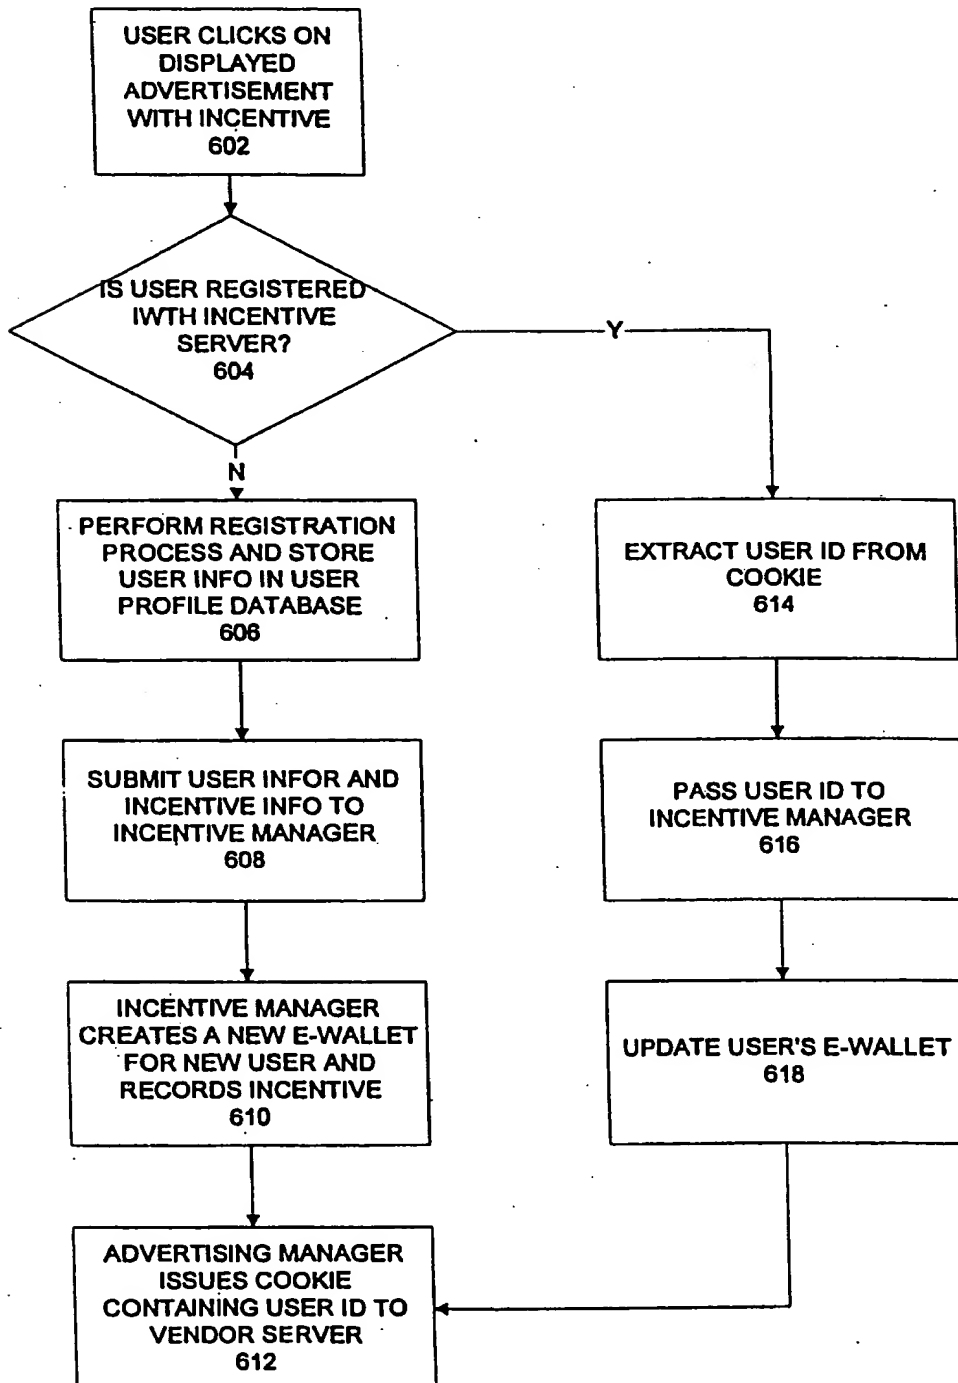 USER CLICKS ON
DISPLAYED
ADVERTISEMENT
WITH INCENTIVE
602
IS USER REGISTERED
IWTH INCENTIVE
SERVER?
604
Y
N
PERFORM REGISTRATION
PROCESS AND STORE
USER INFO IN USER
PROFILE DATABASE
606
EXTRACT USER ID FROM
COOKIE
614
SUBMIT USER INFOR AND
INCENTIVE INFO TO
INCENTIVE MANAGER
608
PASS USER ID TO
INCENTIVE MANAGER
616
INCENTIVE MANAGER
CREATES A NEW E-WALLET
FOR NEW USER AND
RECORDS INCENTIVE
610
UPDATE USER'S E-WALLET
618
ADVERTISING MANAGER
ISSUES COOKIE
CONTAINING USER ID TO
VENDOR SERVER
612